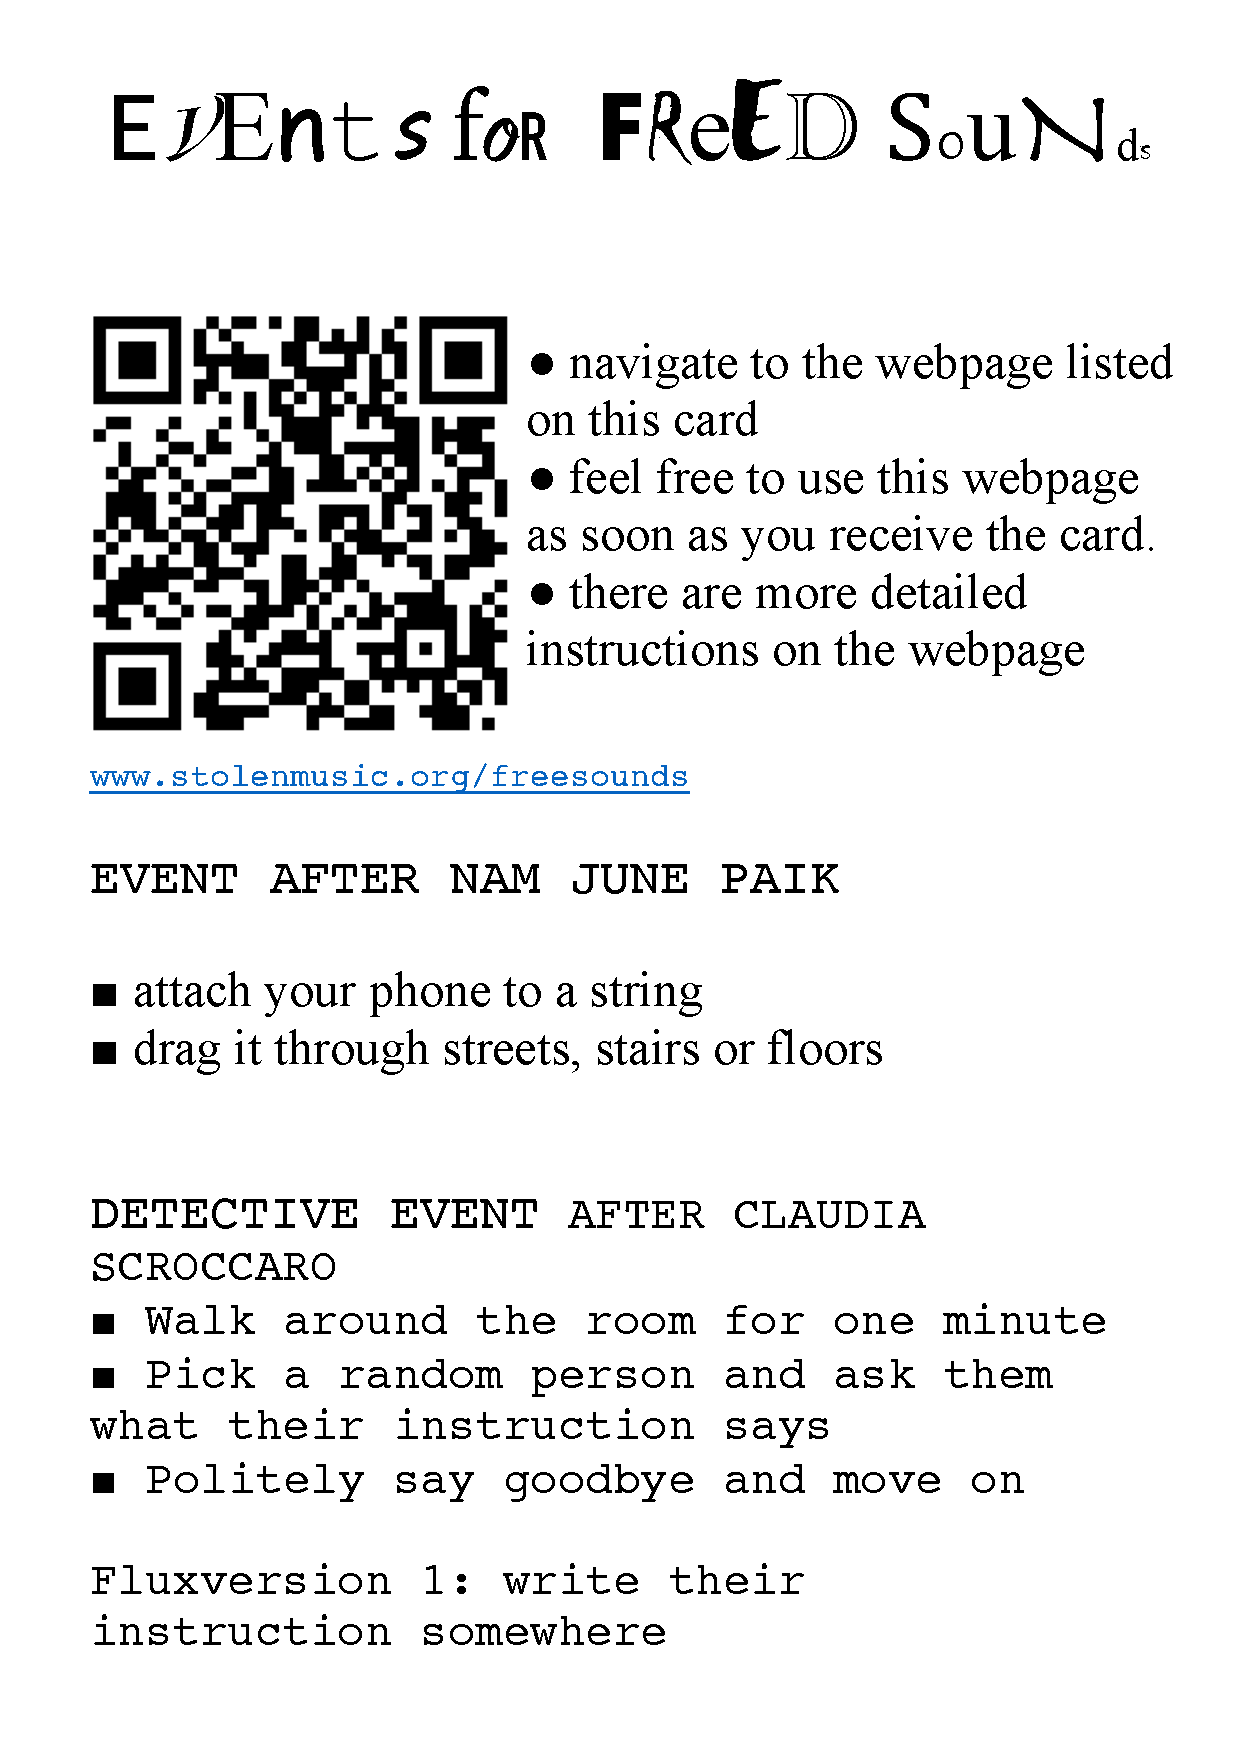 EVEnts foR FReED SouNds
● navigate to the webpage listed
on this card
● feel free to use this webpage
as soon as you receive the card.
● there are more detailed
instructions on the webpage
www.stolenmusic.org/freesounds
EVENT AFTER NAM JUNE PAIK
■ attach your phone to a string
■ drag it through streets, stairs or floors
DETECTIVE EVENT AFTER CLAUDIA
SCROCCARO
■ Walk around the room for one minute
■ Pick a random person and ask them
what their instruction says
■ Politely say goodbye and move on
Fluxversion 1: write their
instruction somewhere